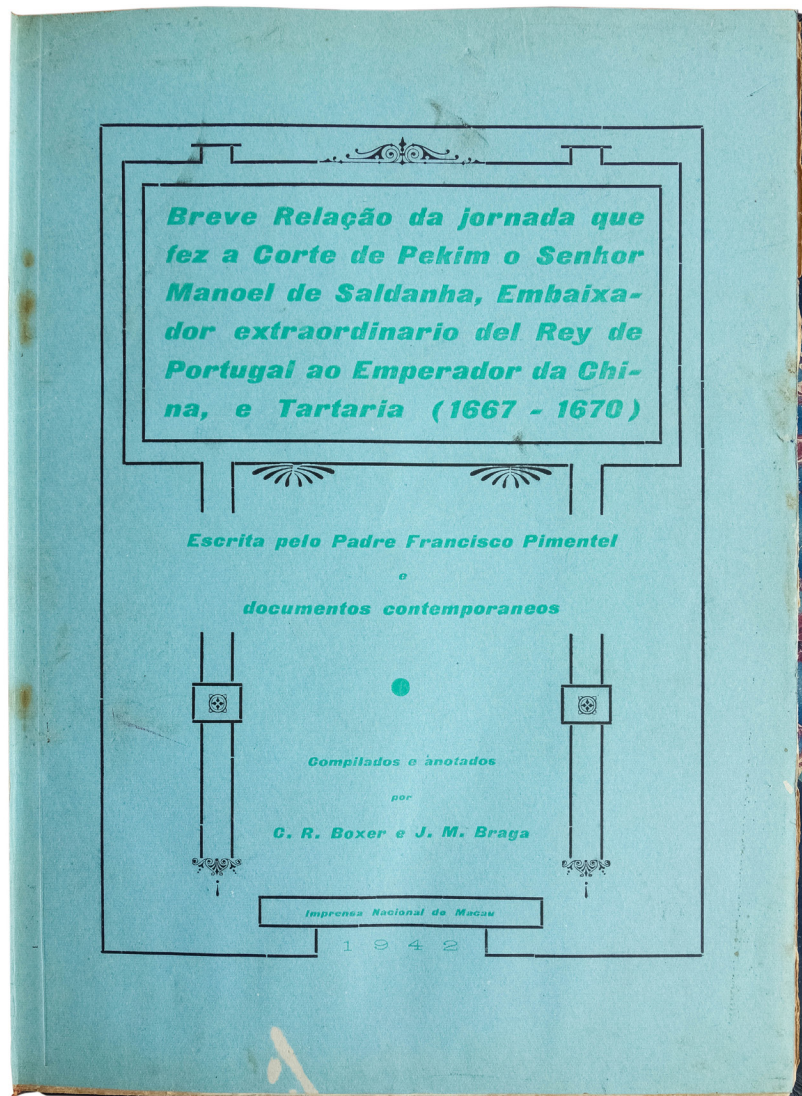 Breve Relação da jornada que
fez a Corte de Pekim o Senhor
Manoel de Saldanha, Embaixa-
dor extraordinario del Rey de
Portugal ao Emperador da Chi-
na, e Tartaria (1667 - 1670)
Escrita pelo Padre Francisco Pimentel
e
documentos contemporaneos
Compilados e anotados
por
C. R. Boxer e J. M. Braga
Imprensa Nacional de Macau
1942